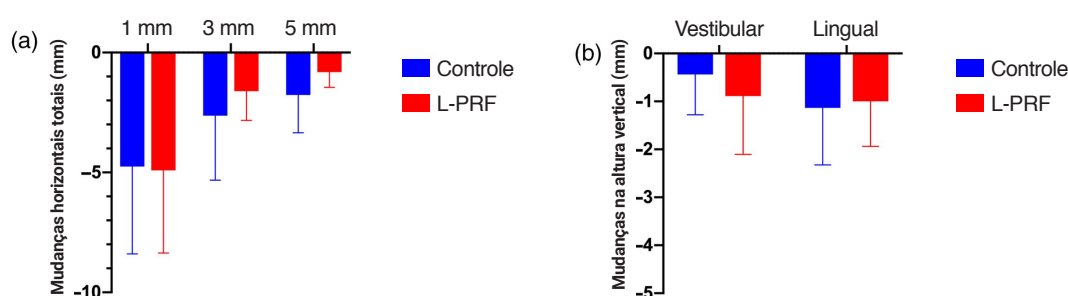 (a)
1 mm 3 mm 5 mm
Mudanças horizontais totais (mm)
0
–5
–10
Controle
L-PRF
(b)
Vestibular Lingual
Mudanças na altura vertical (mm)
0
–1
–2
–3
–4
–5
Controle
L-PRF